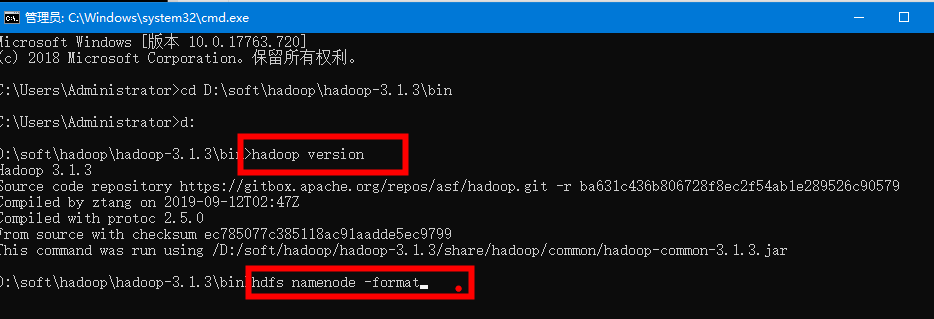 管理员: C:\Windows\system32\cmd.exe
Microsoft Windows [版本 10.0.17763.720]
(c) 2018 Microsoft Corporation。保留所有权利。
C:\Users\Administrator>cd D:\soft\hadoop\hadoop-3.1.3\bin
C:\Users\Administrator>d:
D:\soft\hadoop\hadoop-3.1.3\bin>hadoop version
Hadoop 3.1.3
Source code repository https://gitbox.apache.org/repos/asf/hadoop.git -r ba631c436b806728f8ec2f54ab1e289526c90579
Compiled by ztang on 2019-09-12T02:47Z
Compiled with protoc 2.5.0
From source with checksum ec785077c385118ac91aadde5ec9799
This command was run using /D:/soft/hadoop/hadoop-3.1.3/share/hadoop/common/hadoop-common-3.1.3.jar
D:\soft\hadoop\hadoop-3.1.3\bin>hdfs namenode -format